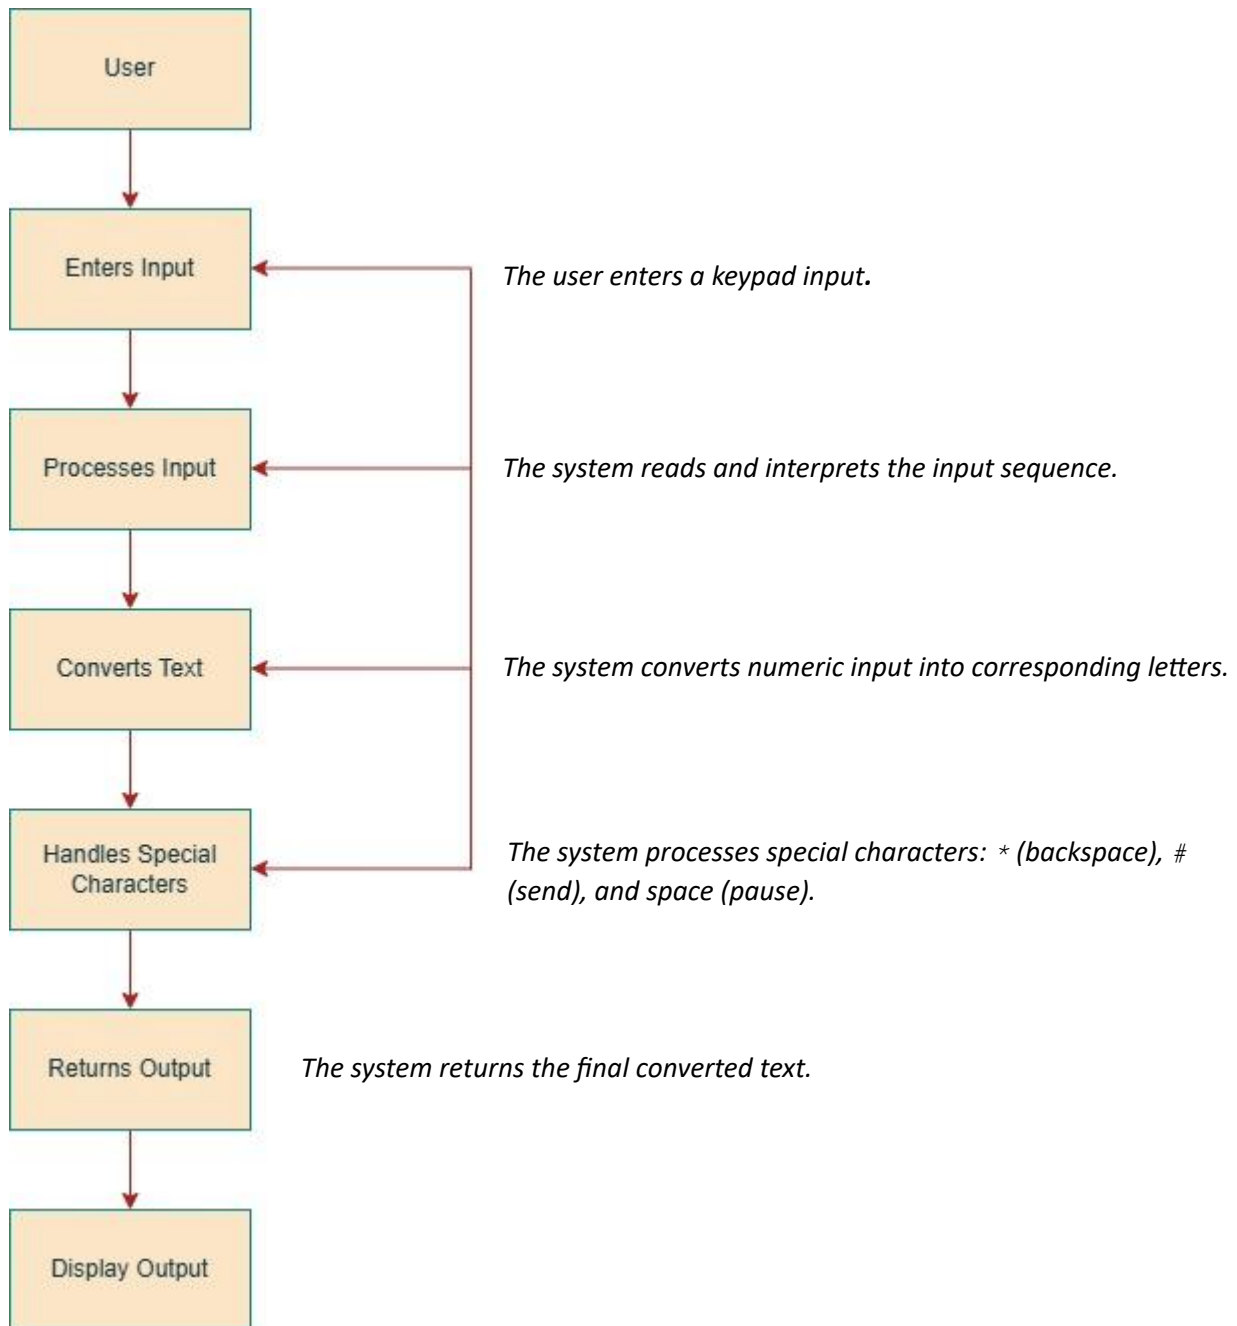 User
Enters Input
The user enters a keypad input.
Processes Input
The system reads and interprets the input sequence.
Converts Text
The system converts numeric input into corresponding letters.
Handles Special
Characters
The system processes special characters: * (backspace), #
(send), and space (pause).
Returns Output
The system returns the final converted text.
Display Output